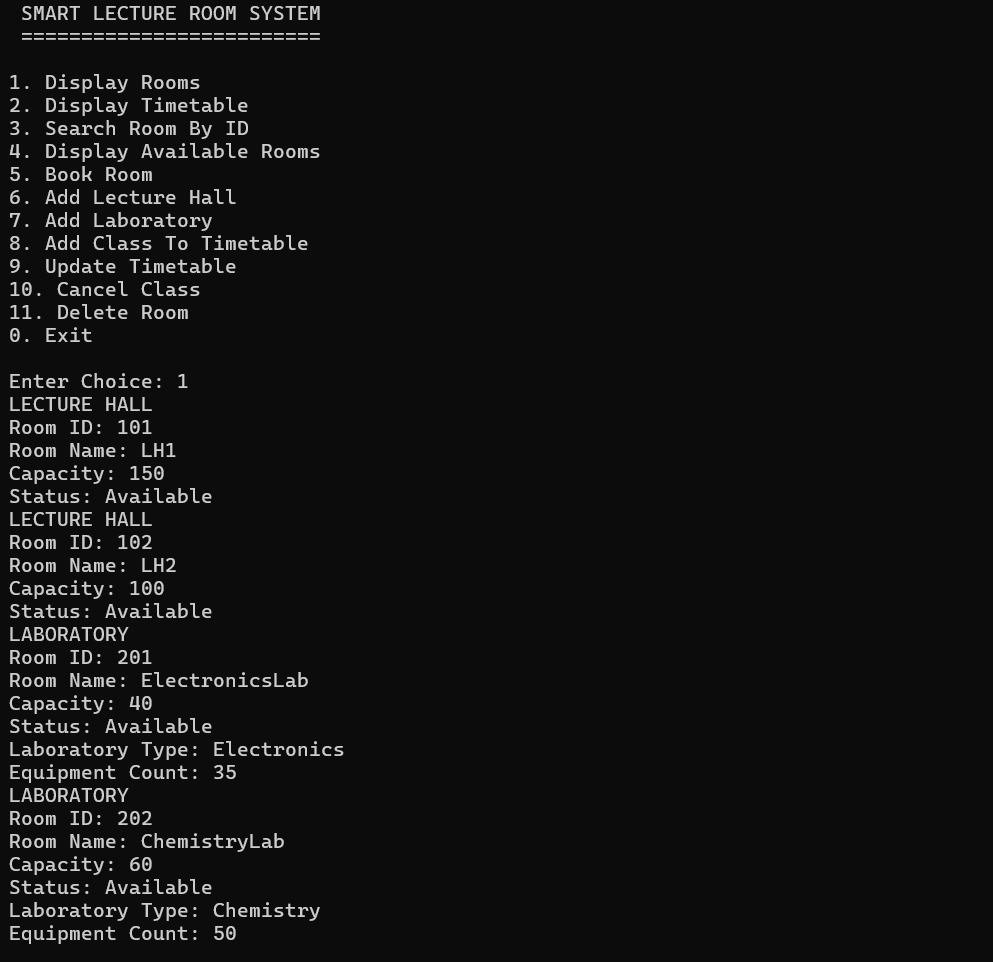 SMART LECTURE ROOM SYSTEM
=========================
1. Display Rooms
2. Display Timetable
3. Search Room By ID
4. Display Available Rooms
5. Book Room
6. Add Lecture Hall
7. Add Laboratory
8. Add Class To Timetable
9. Update Timetable
10. Cancel Class
11. Delete Room
0. Exit
Enter Choice: 1
LECTURE HALL
Room ID: 101
Room Name: LH1
Capacity: 150
Status: Available
LECTURE HALL
Room ID: 102
Room Name: LH2
Capacity: 100
Status: Available
LABORATORY
Room ID: 201
Room Name: ElectronicsLab
Capacity: 40
Status: Available
Laboratory Type: Electronics
Equipment Count: 35
LABORATORY
Room ID: 202
Room Name: ChemistryLab
Capacity: 60
Status: Available
Laboratory Type: Chemistry
Equipment Count: 50